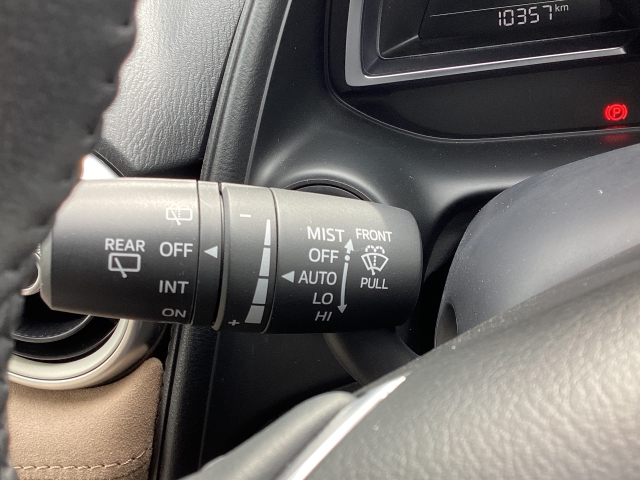 10357 km
P
REAR
OFF
INT
ON
−
+
MIST
OFF
AUTO
LO
HI
FRONT
PULL